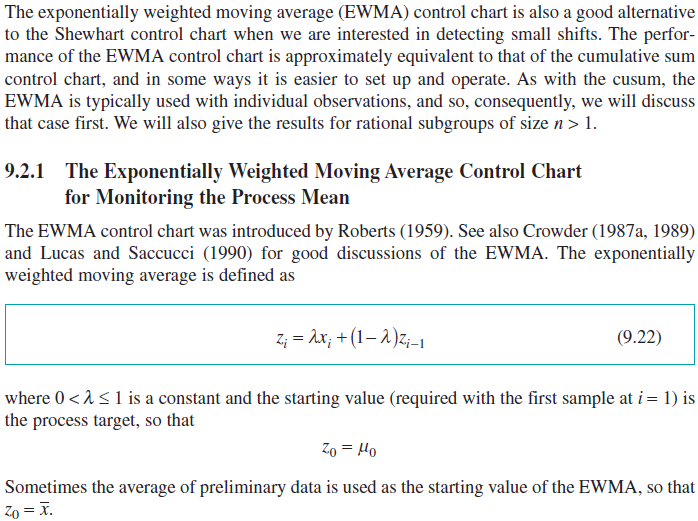 The exponentially weighted moving average (EWMA) control chart is also a good alternative
to the Shewhart control chart when we are interested in detecting small shifts. The perfor-
mance of the EWMA control chart is approximately equivalent to that of the cumulative sum
control chart, and in some ways it is easier to set up and operate. As with the cusum, the
EWMA is typically used with individual observations, and so, consequently, we will discuss
that case first. We will also give the results for rational subgroups of size n > 1.
9.2.1 The Exponentially Weighted Moving Average Control Chart
for Monitoring the Process Mean
The EWMA control chart was introduced by Roberts (1959). See also Crowder (1987a, 1989)
and Lucas and Saccucci (1990) for good discussions of the EWMA. The exponentially
weighted moving average is defined as
zᵢ = λxᵢ + (1 − λ)zᵢ₋₁ (9.22)
where 0 < λ ≤ 1 is a constant and the starting value (required with the first sample at i = 1) is
the process target, so that
z₀ = μ₀
Sometimes the average of preliminary data is used as the starting value of the EWMA, so that
z₀ = x̄.